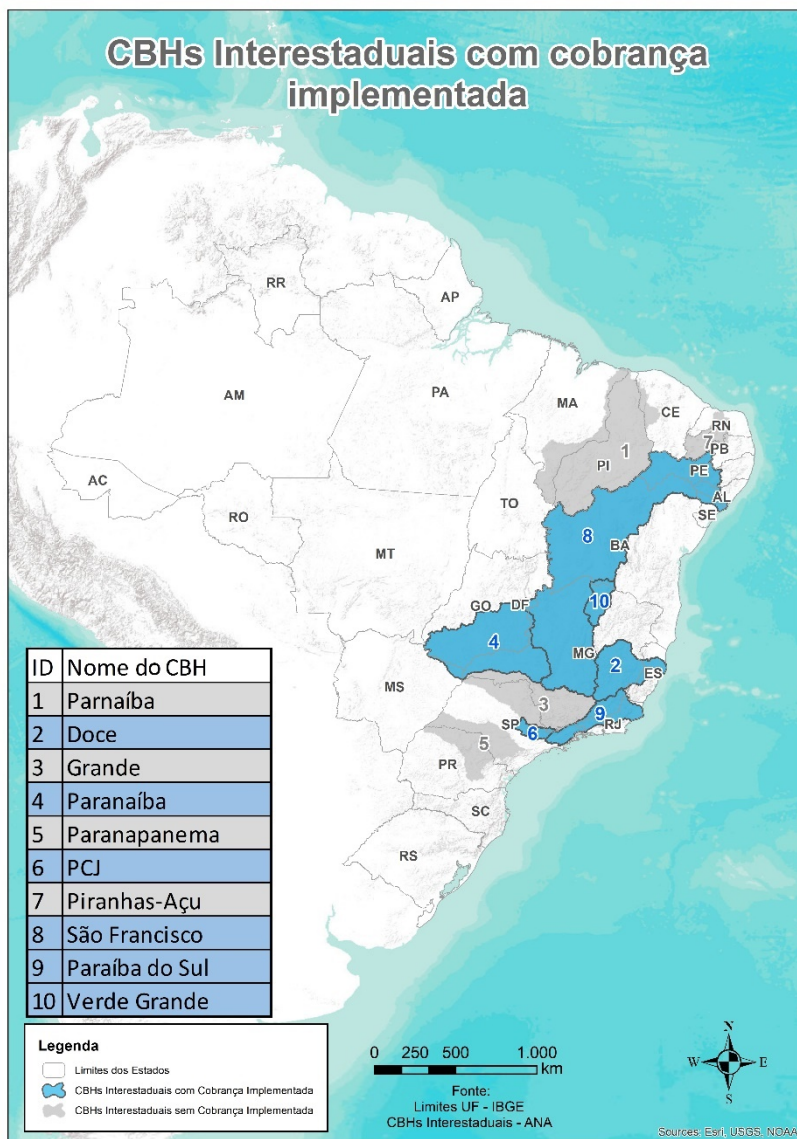 CBHs Interestaduais com cobrança
implementada
RR
AP
AM
PA
MA
CE
RN
1
7
PB
PI
PE
AC
AL
TO
SE
RO
8
BA
MT
10
GO
DF
4
MG
2
ES
MS
3
9
SP
RJ
6
5
PR
SC
RS
ID Nome do CBH
1 Parnaíba
2 Doce
3 Grande
4 Paranaíba
5 Paranapanema
6 PCJ
7 Piranhas-Açu
8 São Francisco
9 Paraíba do Sul
10 Verde Grande
Legenda
Limites dos Estados
CBHs Interestaduais com Cobrança Implementada
CBHs Interestaduais sem Cobrança Implementada
0 250 500 1.000
km
Fonte:
Limites UF - IBGE
CBHs Interestaduais - ANA
N
W E
S
Sources: Esri, USGS, NOAA